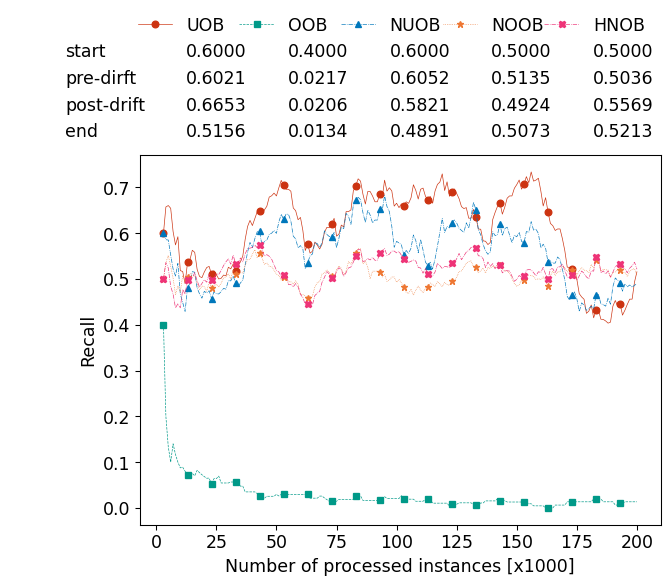 UOB OOB NUOB NOOB HNOB
start 0.6000 0.4000 0.6000 0.5000 0.5000
pre-dirft 0.6021 0.0217 0.6052 0.5135 0.5036
post-drift 0.6653 0.0206 0.5821 0.4924 0.5569
end 0.5156 0.0134 0.4891 0.5073 0.5213
0.7
0.6
0.5
0.4
0.3
0.2
0.1
0.0
Recall
0 25 50 75 100 125 150 175 200
Number of processed instances [x1000]